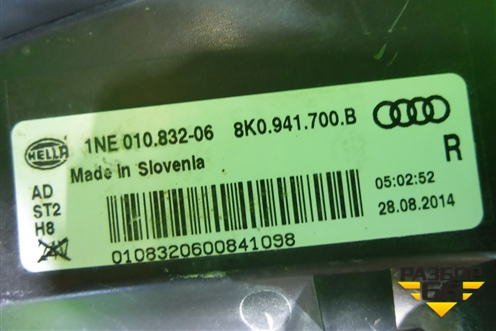 HELLA 1NE 010.832-06 8K0.941.700.B
Made in Slovenia R
AD
ST2
H8
05:02:52
28.08.2014
0108320600841098
РАЗБОР